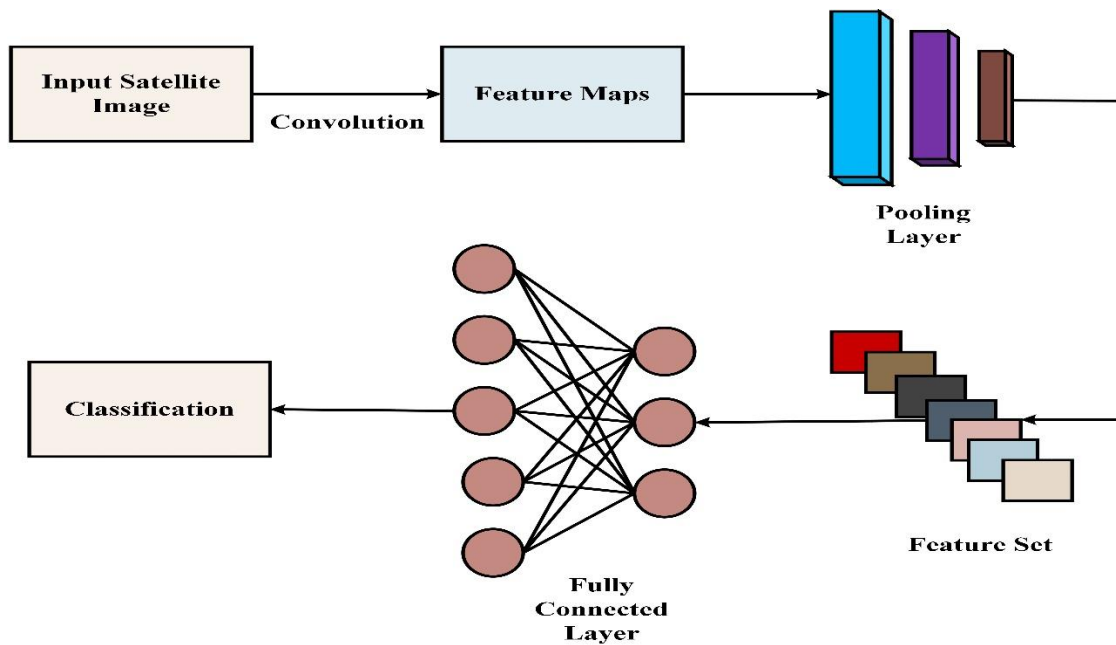 Input Satellite
Image
Convolution
Feature Maps
Pooling
Layer
Classification
Feature Set
Fully
Connected
Layer